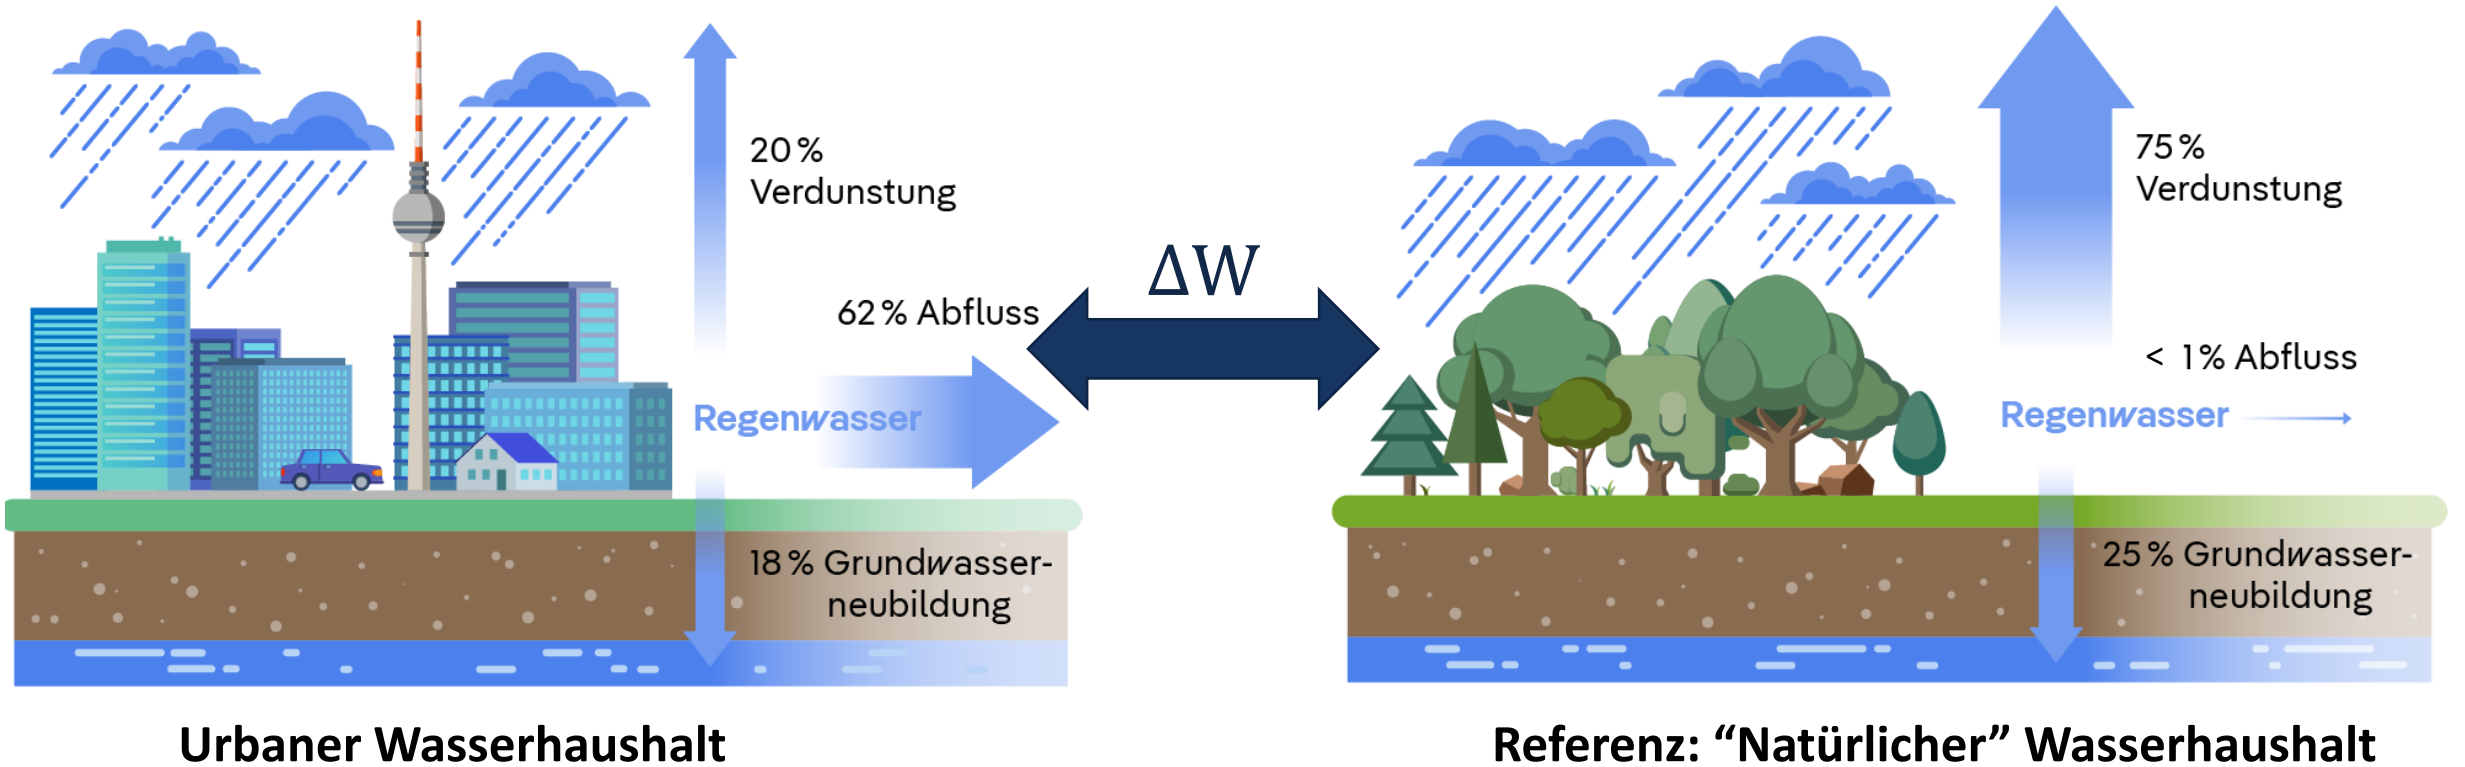 20 %
Verdunstung
62 % Abfluss
Regenwasser
18 % Grundwasser-
neubildung
Urbaner Wasserhaushalt
ΔW
75 %
Verdunstung
< 1 % Abfluss
Regenwasser
25 % Grundwasser-
neubildung
Referenz: “Natürlicher” Wasserhaushalt